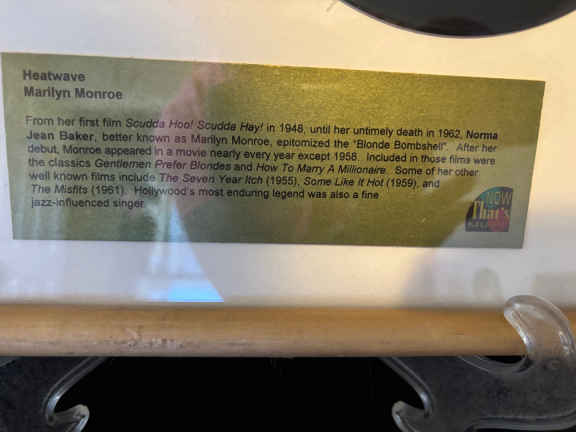 Heatwave
Marilyn Monroe
From her first film Scudda Hoo! Scudda Hay! in 1948, until her untimely death in 1962, Norma
Jean Baker, better known as Marilyn Monroe, epitomized the "Blonde Bombshell". After her
debut, Monroe appeared in a movie nearly every year except 1958. Included in those films were
the classics Gentlemen Prefer Blondes and How To Marry A Millionaire. Some of her other
well known films include The Seven Year Itch (1955), Some Like It Hot (1959), and
The Misfits (1961). Hollywood's most enduring legend was also a fine
jazz-influenced singer.
NOW
That's